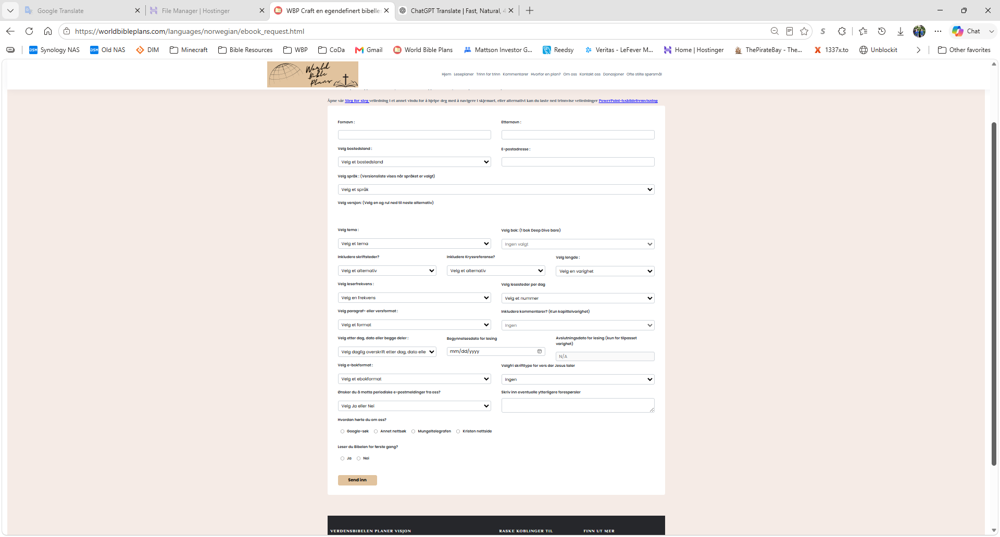 Google Translate
File Manager | Hostinger
WBP Craft en egendefinert bibelle
ChatGPT Translate | Fast, Natural, 4
https://worldbibleplans.com/languages/norwegian/ebook_request.html
Chat
Synology NAS
Old NAS
DIM
Minecraft
Bible Resources
WBP
CoDa
Gmail
World Bible Plans
Mattson Investor G...
Reedsy
Veritas - LeFever M...
Home | Hostinger
ThePirateBay - The...
1337x.to
Unblockit
Other favorites
World Bible Plans
Hjem Leseplaner Trinn for trinn Kommentarer Hvorfor en plan? Om oss Kontakt oss Donasjoner Ofte stilte spørsmål
Åpne vår Steg for steg veiledning i et annet vindu for å hjelpe deg med å navigere i skjemaet, eller alternativt kan du laste ned trinnvise veiledninger PowerPoint-lysbildefremvisning
Fornavn :
Etternavn :
Velg bostedsland :
E-postadresse :
Velg et bostedsland
Velg språk : (Versionsliste vises når språket er valgt)
Velg et språk
Velg versjon: (Velg en og rul ned til neste alternativ)
Velg tema :
Velg bok: (1 bok Deep Dive bare)
Velg et tema
Ingen valgt
Inkludere skriftsteder?
Inkludere Kryssreferanse?
Velg lengde :
Velg et alternativ
Velg et alternativ
Velg en varighet
Velg leserfrekvens :
Velg lesesteder per dag
Velg en frekvens
Velg et nummer
Velg paragraf- eller versformat :
Inkludere kommentarer? (Kun kapittelvarighet)
Velg et format
Ingen
Velg etter dag, dato eller begge deler :
Begynnelsesdato for lesing
Avslutningsdato for lesing (kun for tilpasset
varighet)
Velg daglig overskrift etter dag, dato elle
mm/dd/yyyy
N/A
Velg e-bokformat :
Valgfri skrifttype for vers der Jesus taler
Velg et ebokformat
Ingen
Ønsker du å motta periodiske e-postmeldinger fra oss?
Skriv inn eventuelle ytterligere forespørsler
Velg Ja eller Nei
Hvordan hørte du om oss?
Google-søk
Annet nettsøk
Mungeltelegrafen
Kristen nettside
Leser du Bibelen for første gang?
Ja
Nei
Send inn
VERDENSBIBELEN PLANER VISJON
RASKE KOBLINGER TIL
FINN UT MER